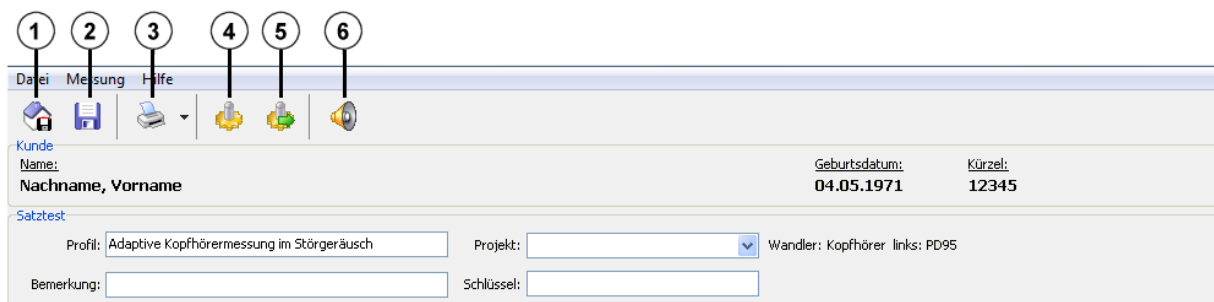 1 2 3 4 5 6
Datei Messung Hilfe
Kunde
Name: Geburtsdatum: Kürzel:
Nachname, Vorname 04.05.1971 12345
Satztest
Profil: Adaptive Kopfhörermessung im Störgeräusch Projekt: Wandler: Kopfhörer links: PD95
Bemerkung: Schlüssel: